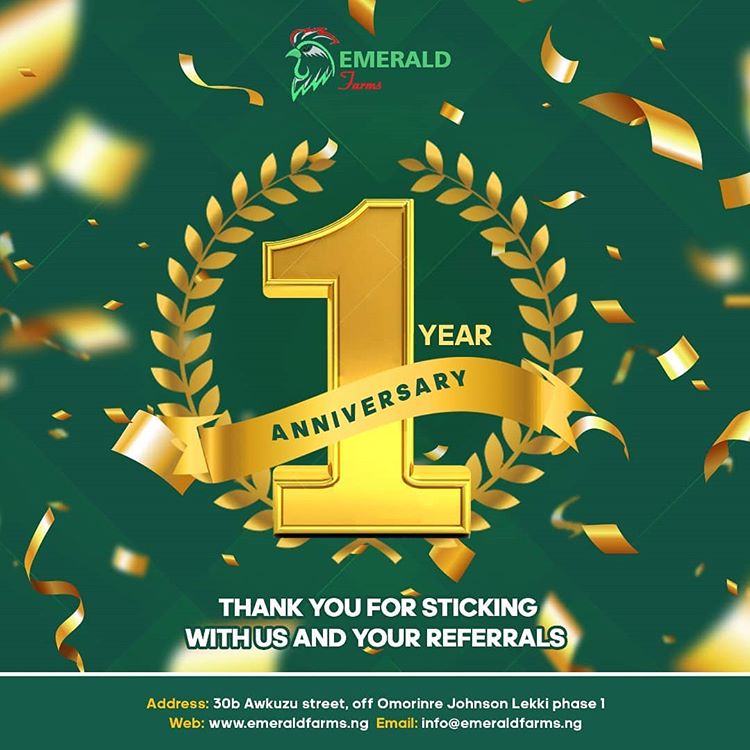 EMERALD
Farms
1
YEAR
ANNIVERSARY
THANK YOU FOR STICKING
WITH US AND YOUR REFERRALS
Address: 30b Awkuzu street, off Omorinre Johnson Lekki phase 1
Web: www.emeraldfarms.ng Email: info@emeraldfarms.ng